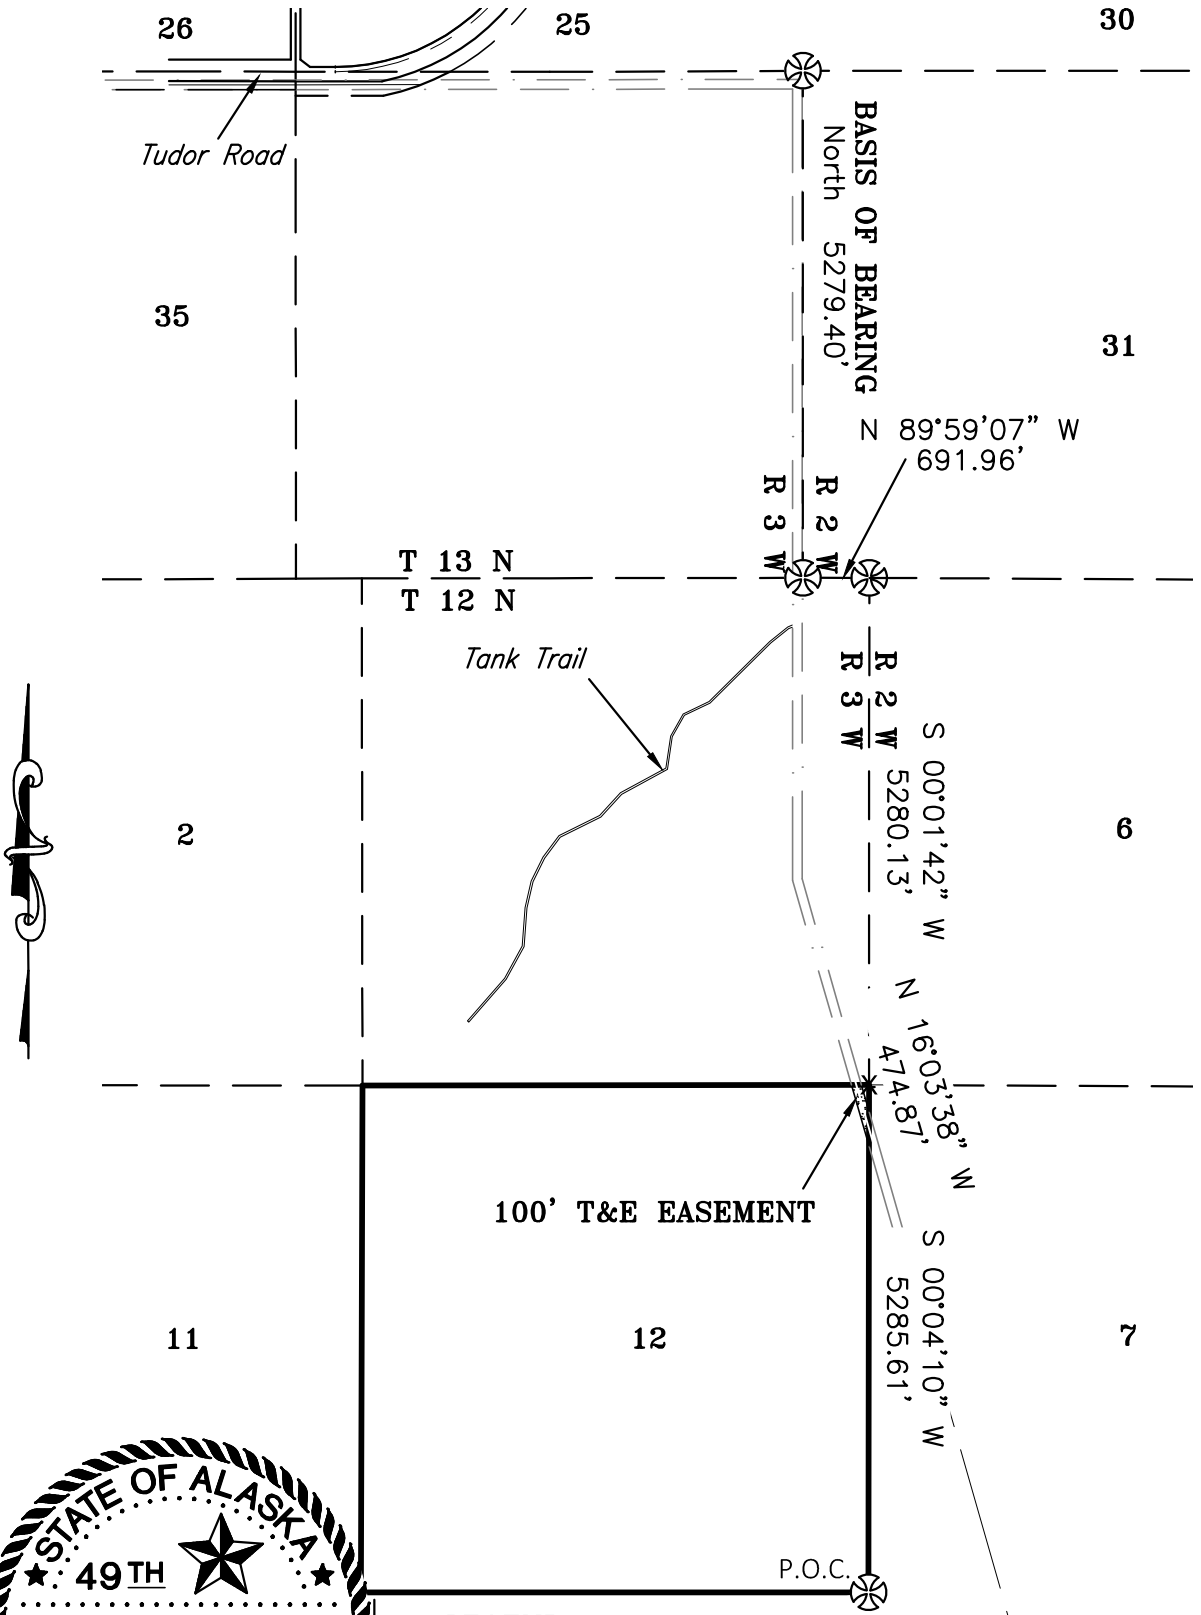 26
25
30
Tudor Road
BASIS OF BEARING
North 5279.40'
35
31
N 89°59'07" W
691.96'
R 2 W
R 3 W
T 13 N
T 12 N
Tank Trail
R 2 W
R 3 W
S 00°01'42" W
5280.13'
2
6
N 16°03'38" W
474.87'
100' T&E EASEMENT
S 00°04'10" W
5285.61'
11
12
7
STATE OF ALASKA
49 TH
P.O.C.